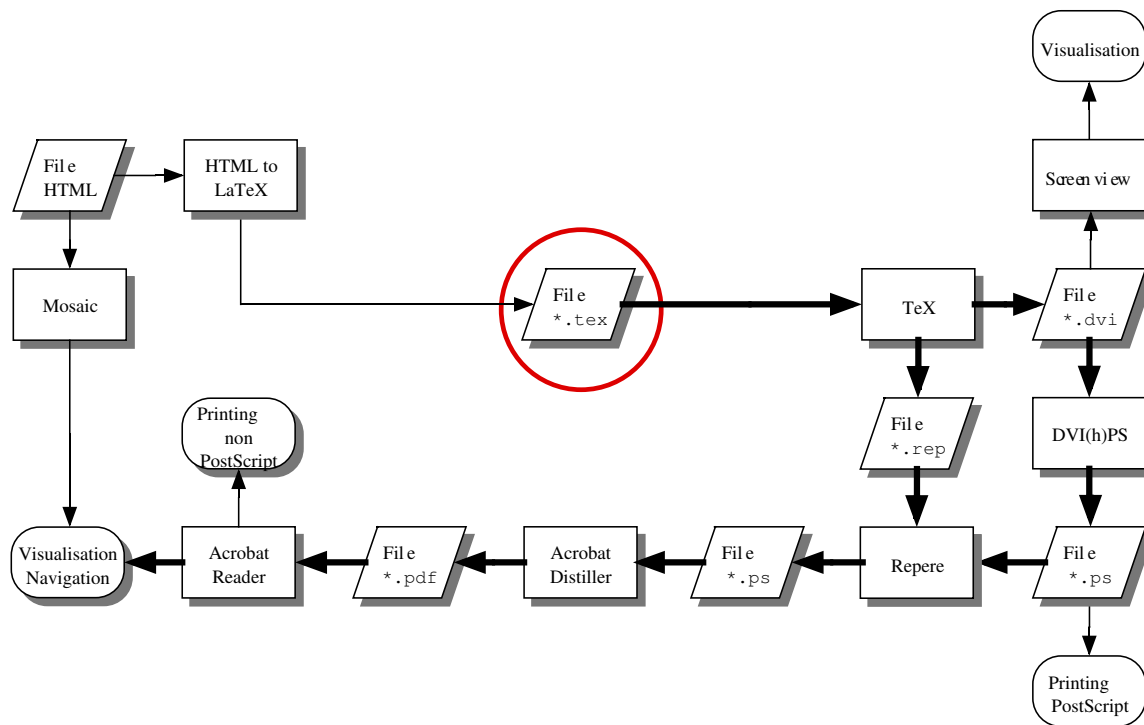 Visualisation
File
HTML
HTML to
LaTeX
Screen view
Mosaic
File
*.tex
TeX
File
*.dvi
Printing
non
PostScript
File
*.rep
DVI(h)PS
Visualisation
Navigation
Acrobat
Reader
File
*.pdf
Acrobat
Distiller
File
*.ps
Repere
File
*.ps
Printing
PostScript